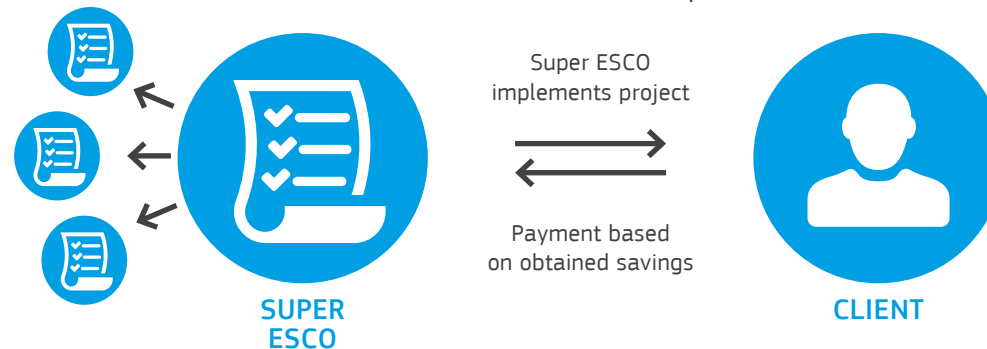 Super ESCO
implements project
Payment based
on obtained savings
SUPER
ESCO
CLIENT